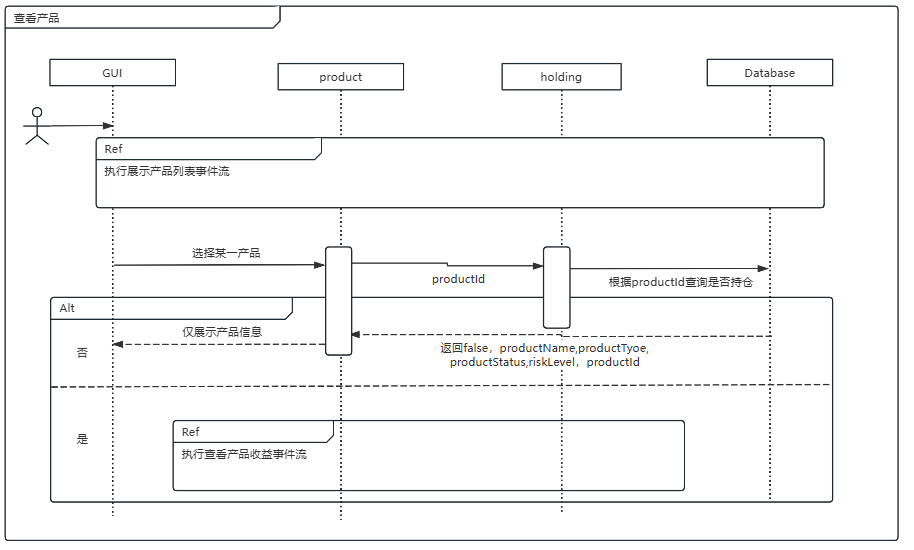 查看产品
GUI
product
holding
Database
Ref
执行展示产品列表事件流
选择某一产品
productId
根据productId查询是否持仓
Alt
仅展示产品信息
否
返回false，productName,productTyoe,
productStatus,riskLevel，productId
是
Ref
执行查看产品收益事件流